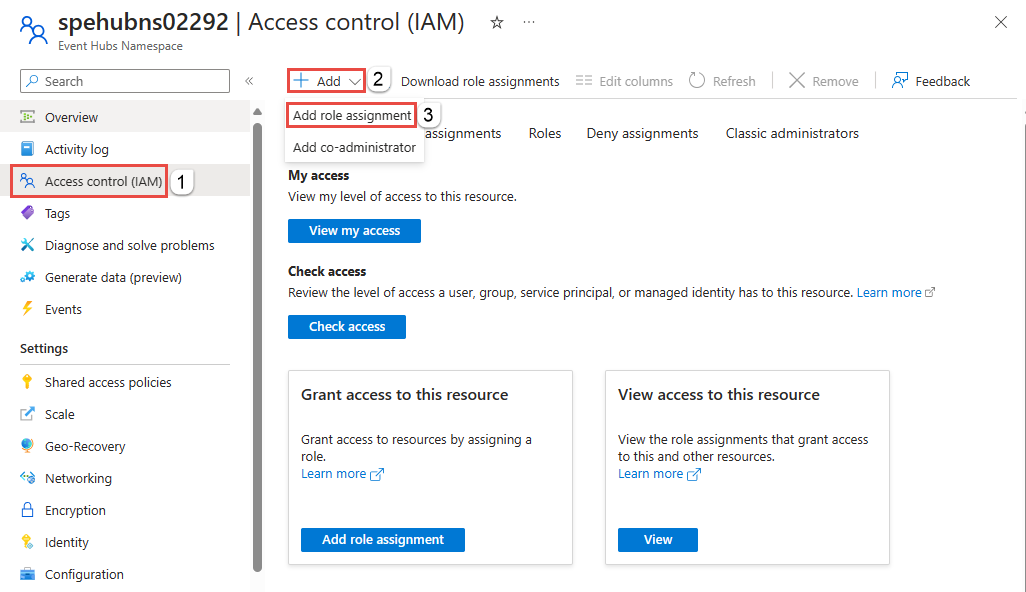 spehubns02292 | Access control (IAM) ☆ ···
Event Hubs Namespace
Search
«
Overview
Activity log
Access control (IAM)
1
Tags
Diagnose and solve problems
Generate data (preview)
Events
Settings
Shared access policies
Scale
Geo-Recovery
Networking
Encryption
Identity
Configuration
+ Add 2 Download role assignments Edit columns Refresh Remove Feedback
Add role assignment 3
Add co-administrator
assignments Roles Deny assignments Classic administrators
My access
View my level of access to this resource.
View my access
Check access
Review the level of access a user, group, service principal, or managed identity has to this resource. Learn more
Check access
Grant access to this resource
Grant access to resources by assigning a
role.
Learn more
Add role assignment
View access to this resource
View the role assignments that grant access
to this and other resources.
Learn more
View